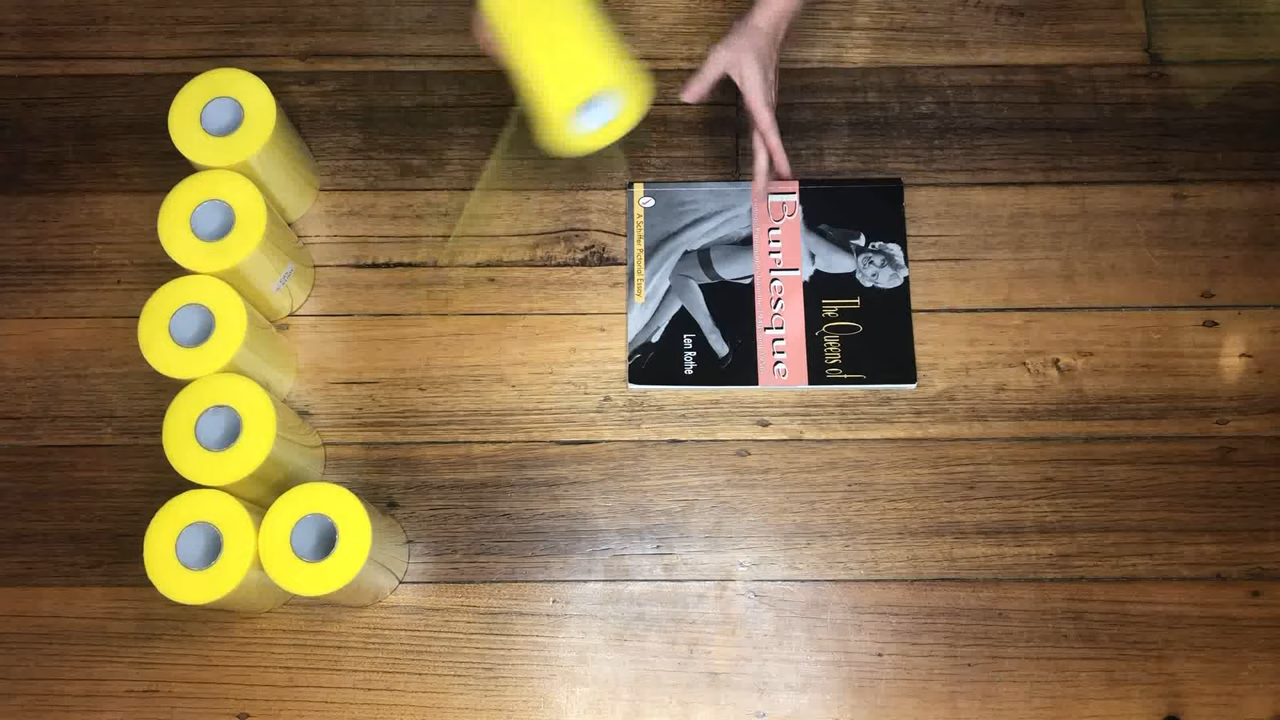 The Queens of
Burlesque
Len Rothe
A Schiffer Pictorial Essay